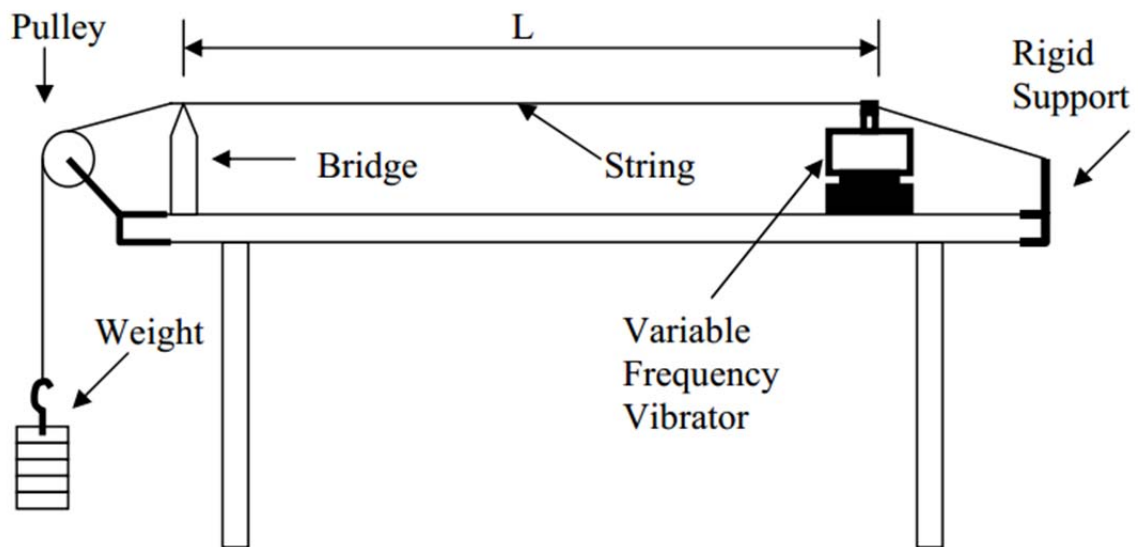 Pulley
L
Rigid
Support
Bridge
String
Weight
Variable
Frequency
Vibrator